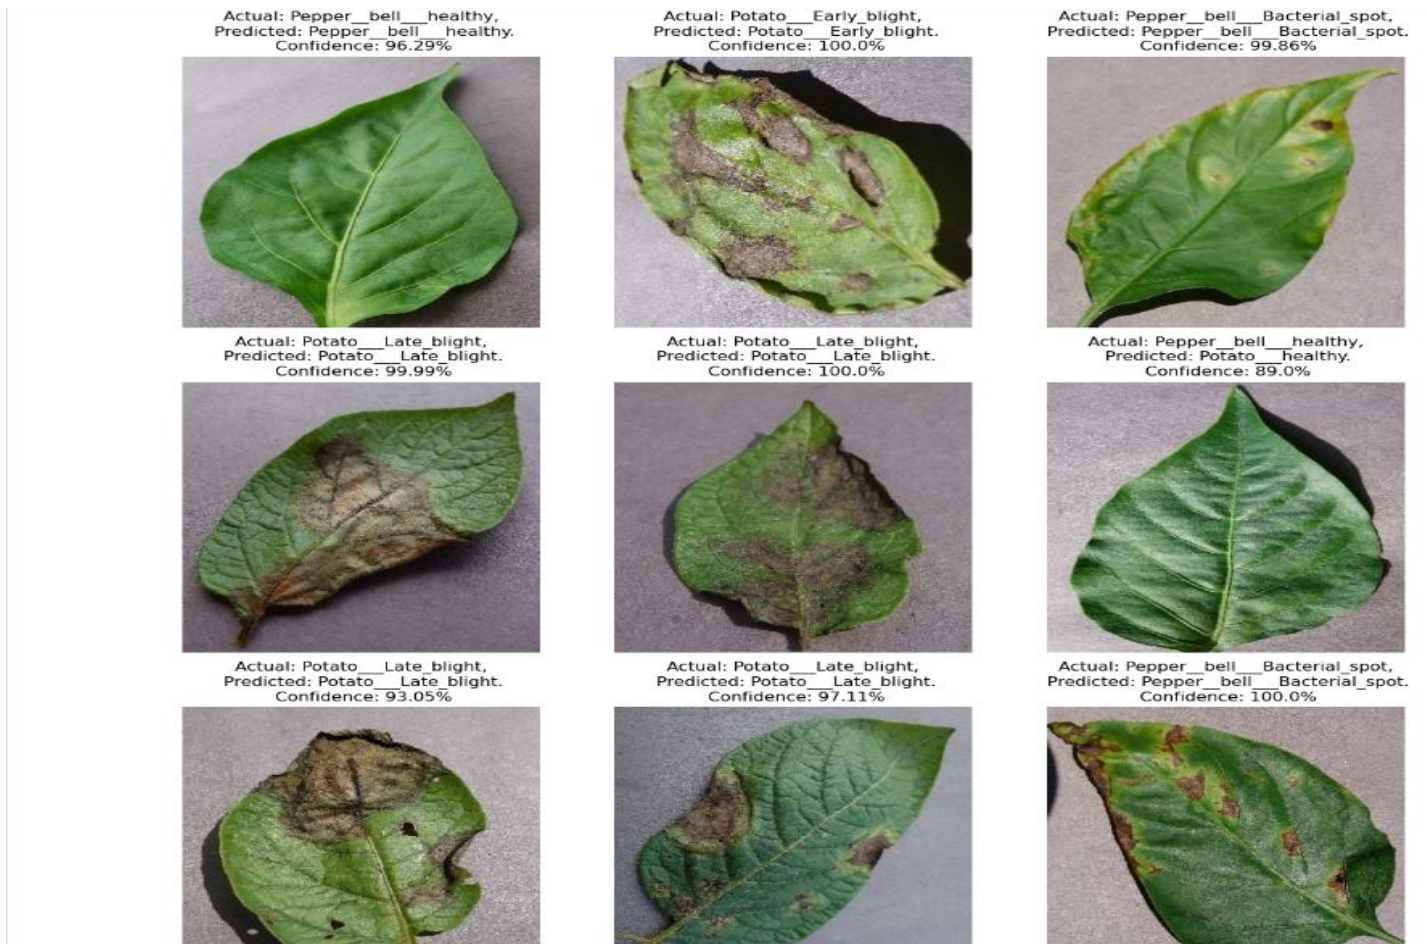 Actual: Pepper__bell___healthy,
Predicted: Pepper__bell___healthy.
Confidence: 96.29%
Actual: Potato___Early_blight,
Predicted: Potato___Early_blight.
Confidence: 100.0%
Actual: Pepper__bell___Bacterial_spot,
Predicted: Pepper__bell___Bacterial_spot.
Confidence: 99.86%
Actual: Potato___Late_blight,
Predicted: Potato___Late_blight.
Confidence: 99.99%
Actual: Potato___Late_blight,
Predicted: Potato___Late_blight.
Confidence: 100.0%
Actual: Pepper__bell___healthy,
Predicted: Potato___healthy.
Confidence: 89.0%
Actual: Potato___Late_blight,
Predicted: Potato___Late_blight.
Confidence: 93.05%
Actual: Potato___Late_blight,
Predicted: Potato___Late_blight.
Confidence: 97.11%
Actual: Pepper__bell___Bacterial_spot,
Predicted: Pepper__bell___Bacterial_spot.
Confidence: 100.0%